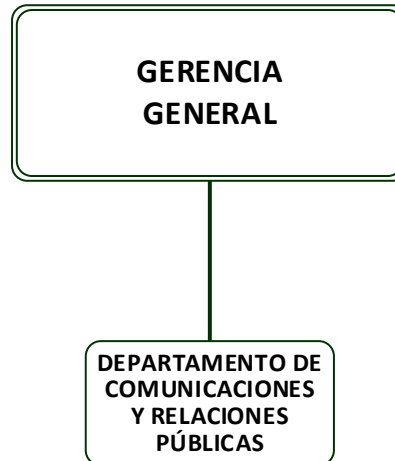 GERENCIA
GENERAL
DEPARTAMENTO DE
COMUNICACIONES
Y RELACIONES
PÚBLICAS